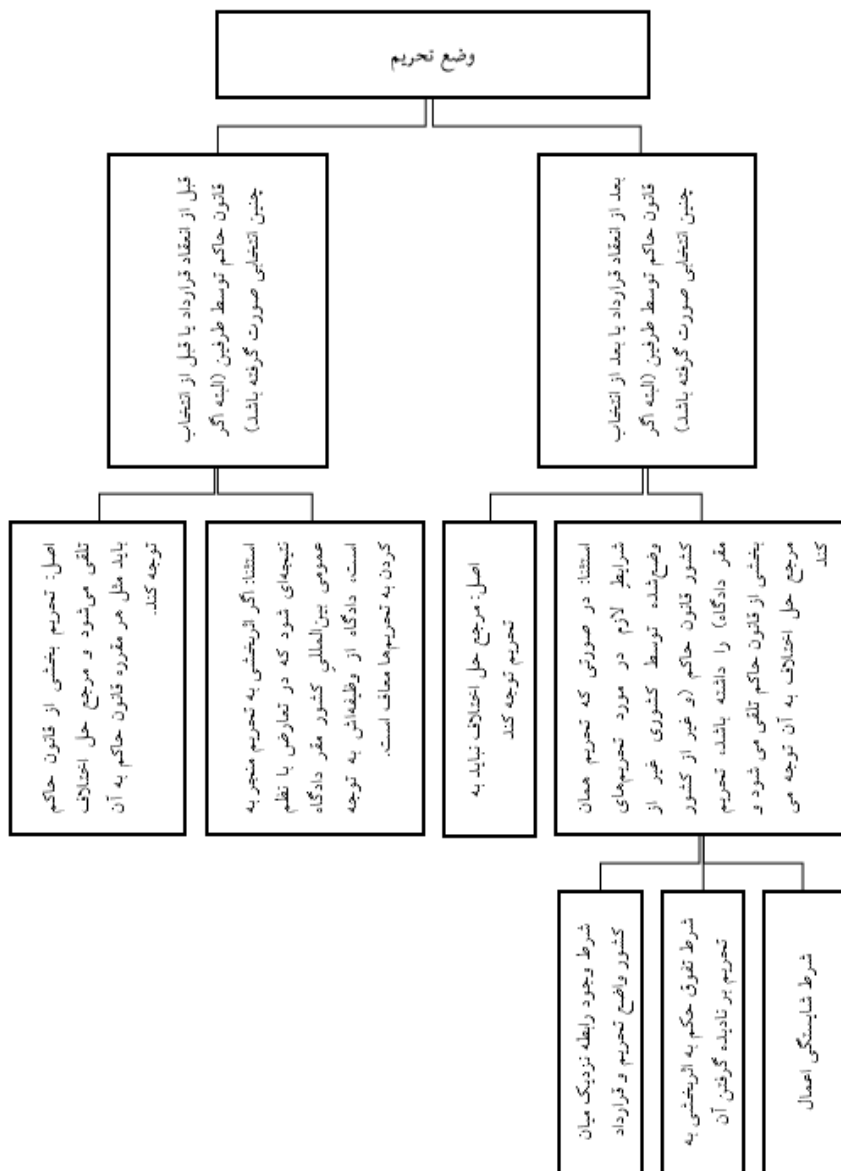 وضع تحریم
بعد از انعقاد قرارداد یا بعد از انتخاب
قانون حاکم توسط طرفین (البته اگر
چنین انتخابی صورت گرفته باشد)
قبل از انعقاد قرارداد یا قبل از انتخاب
قانون حاکم توسط طرفین (البته اگر
چنین انتخابی صورت گرفته باشد)
استثنا: در صورتی که تحریم همان
شرایطِ لازم در مورد تحریم‌های
وضع‌شده توسط کشوری غیر از
کشور قانون حاکم (و غیر از کشور
مقر دادگاه) را داشته باشد، تحریم
بخشی از قانون حاکم تلقی می شود و
مرجع حل اختلاف به آن توجه می
کند
اصل: مرجع حل اختلاف نباید به
تحریم توجه کند
استثنا: اگر اثربخشی به تحریم منجر به
نتیجه‌ای شود که در تعارض با نظم
عمومی بین‌المللیِ کشور مقر دادگاه
است، دادگاه از وظیفه‌اش به توجه
کردن به تحریم‌ها معاف است.
اصل: تحریم بخشی از قانون حاکم
تلقی می‌شود و مرجع حل اختلاف
باید مثل هر مقرره قانون حاکم به آن
توجه کند.
شرط شایستگی اعمال
شرط تفوق حکم به اثربخشی به
تحریم بر نادیده گرفتن آن
شرط وجود رابطه نزدیک میان
کشور واضع تحریم و قرارداد